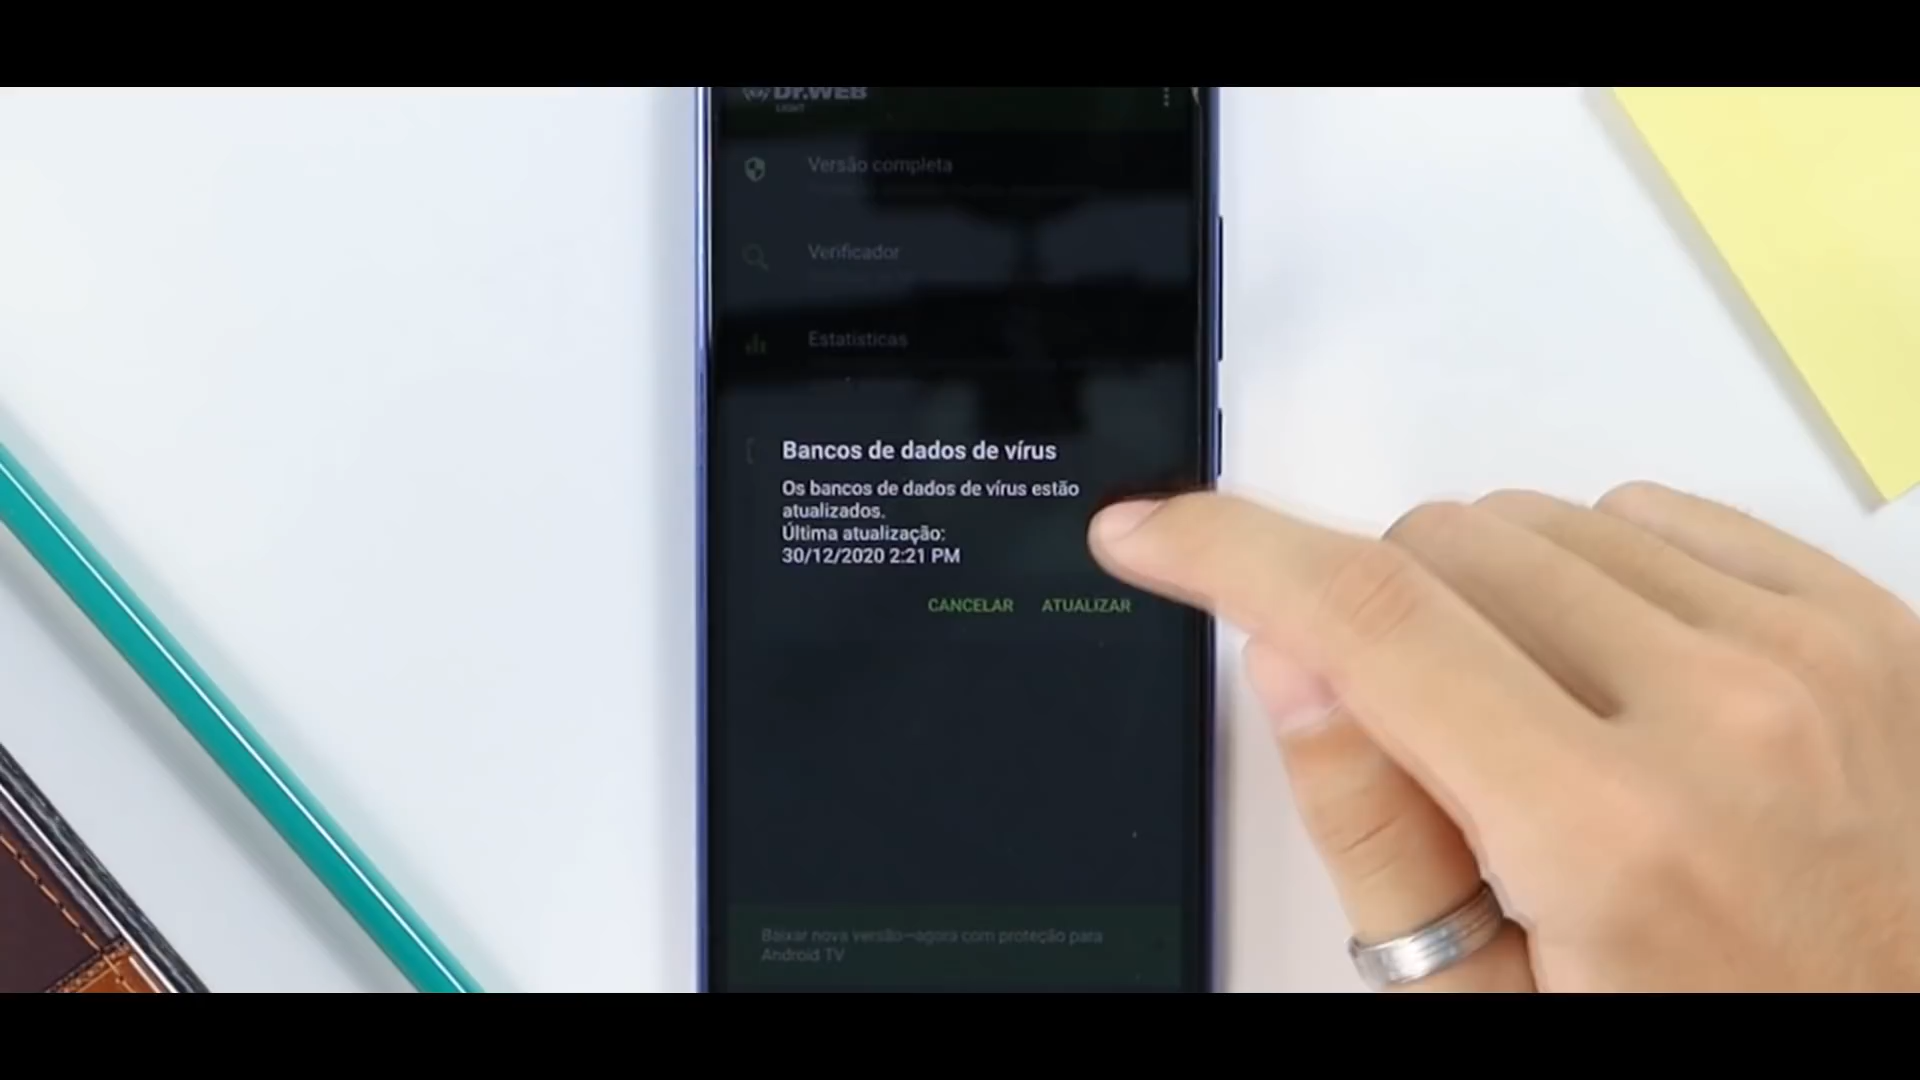 Dr.WEB
LIGHT
Versão completa
Verificador
Estatísticas
Bancos de dados de vírus
Os bancos de dados de vírus estão
atualizados.
Última atualização:
30/12/2020 2:21 PM
CANCELAR ATUALIZAR
Baixar nova versão—agora com proteção para
Android TV